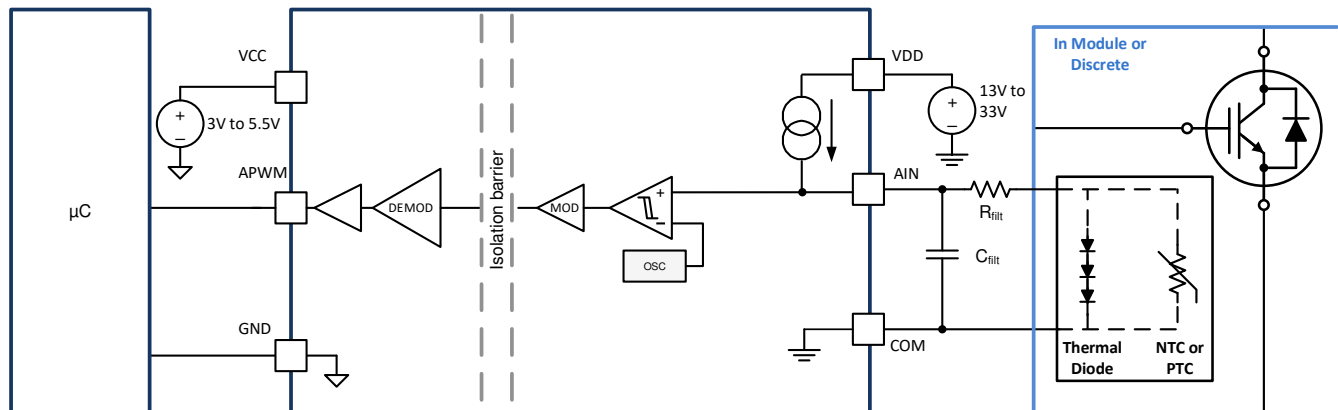 µC
VCC
3V to 5.5V
APWM
GND
DEMOD
Isolation barrier
MOD
OSC
VDD
13V to
33V
AIN
Rfilt
Cfilt
COM
In Module or
Discrete
Thermal
Diode
NTC or
PTC
+
−
+
−
+
−